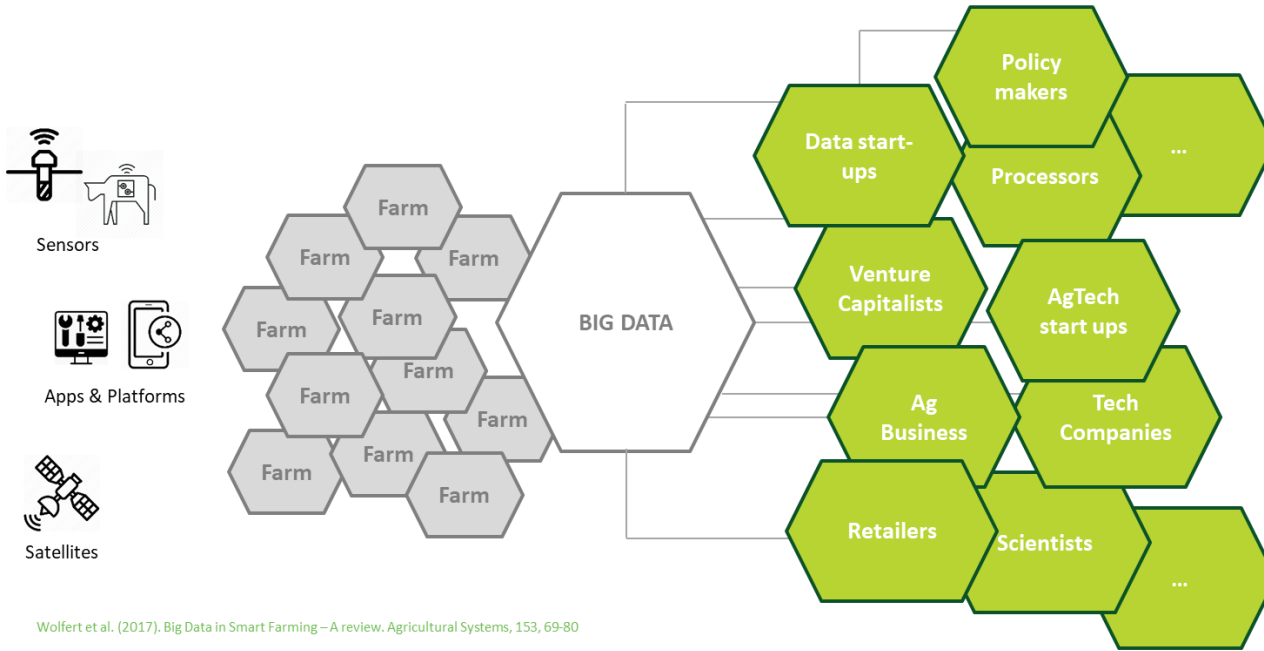 Sensors
Apps & Platforms
Satellites
Farm
Farm
Farm
Farm
Farm
Farm
Farm
Farm
Farm
Farm
Farm
BIG DATA
Policy
makers
Data start-
ups
Processors
...
Venture
Capitalists
AgTech
start ups
Ag
Business
Tech
Companies
Retailers
Scientists
...
Wolfert et al. (2017). Big Data in Smart Farming – A review. Agricultural Systems, 153, 69-80